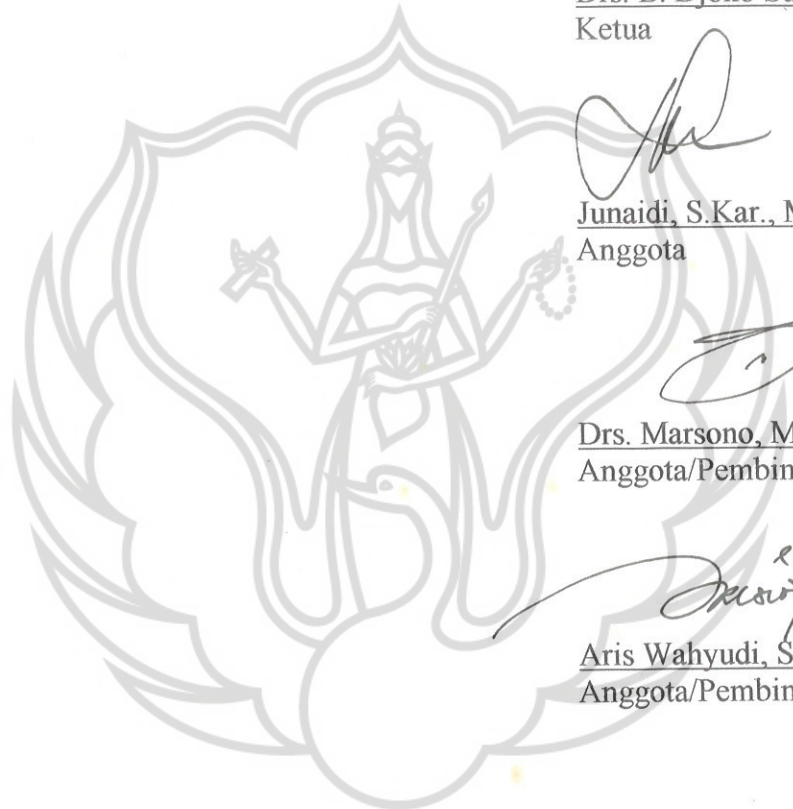 Ketua
Junaidi, S.Kar., M
Anggota
Drs. Marsono, M
Anggota/Pembin
Aris Wahyudi, S
Anggota/Pembin